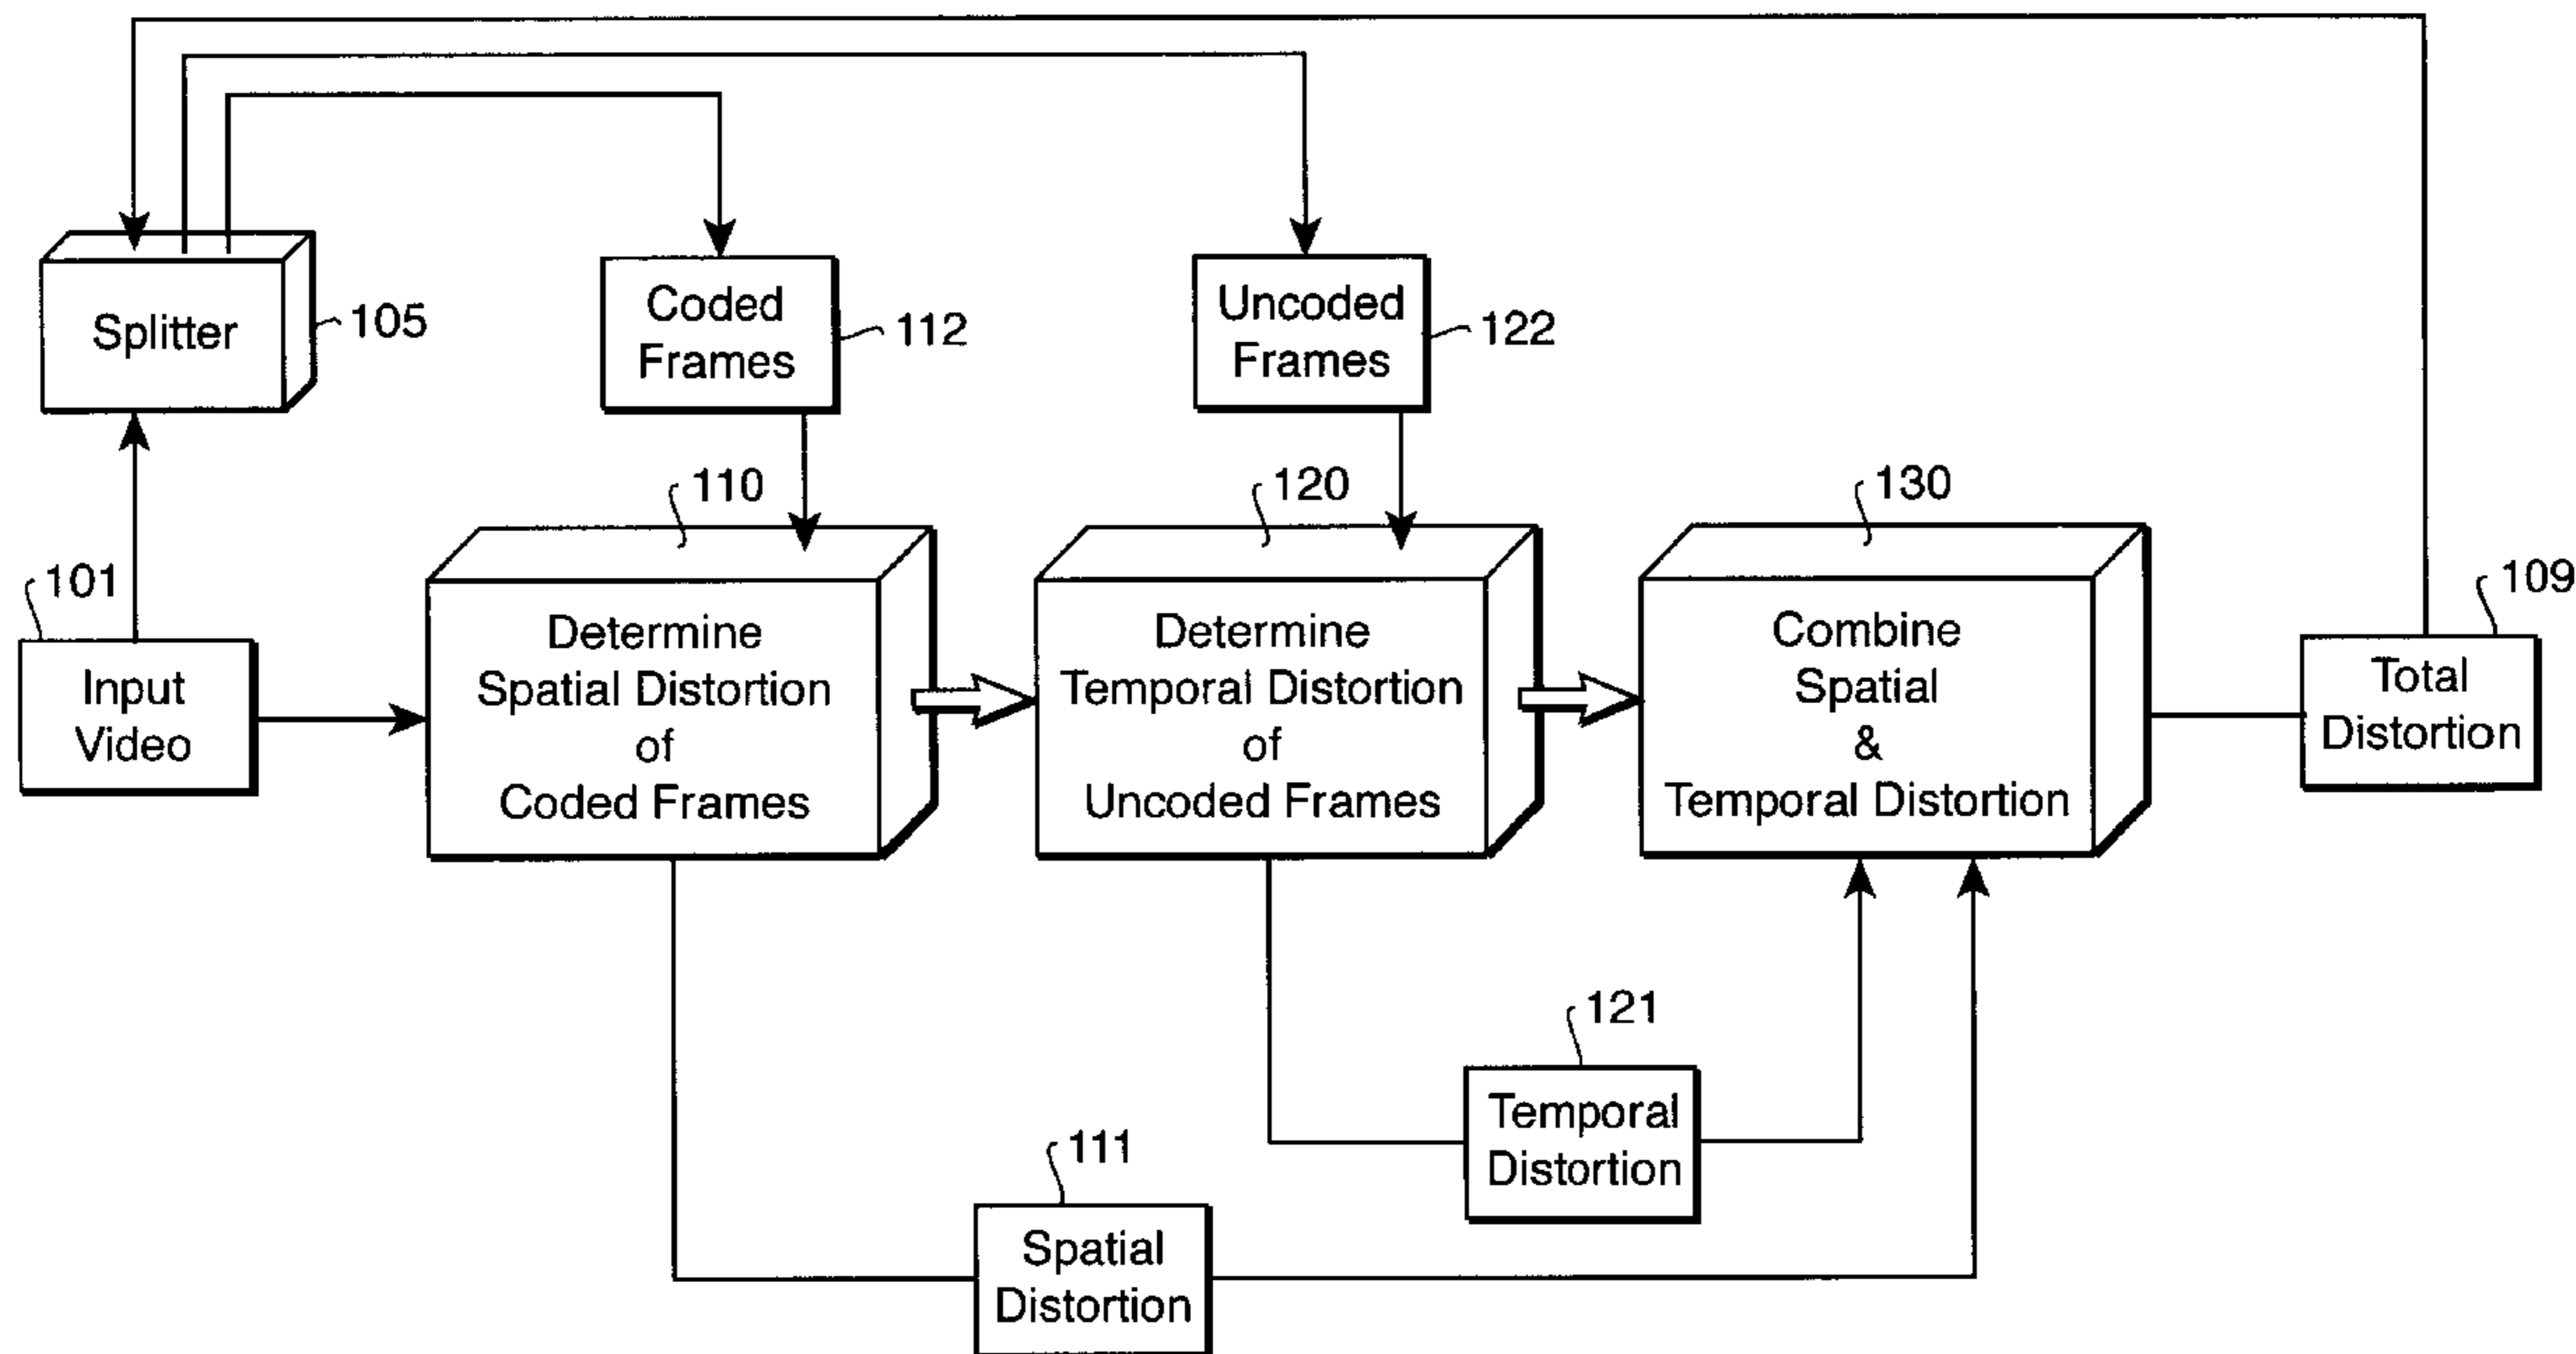 Splitter
105
Coded
Frames
112
Uncoded
Frames
122
101
Input
Video
110
Determine
Spatial Distortion
of
Coded Frames
120
Determine
Temporal Distortion
of
Uncoded Frames
130
Combine
Spatial
&
Temporal Distortion
109
Total
Distortion
121
Temporal
Distortion
111
Spatial
Distortion